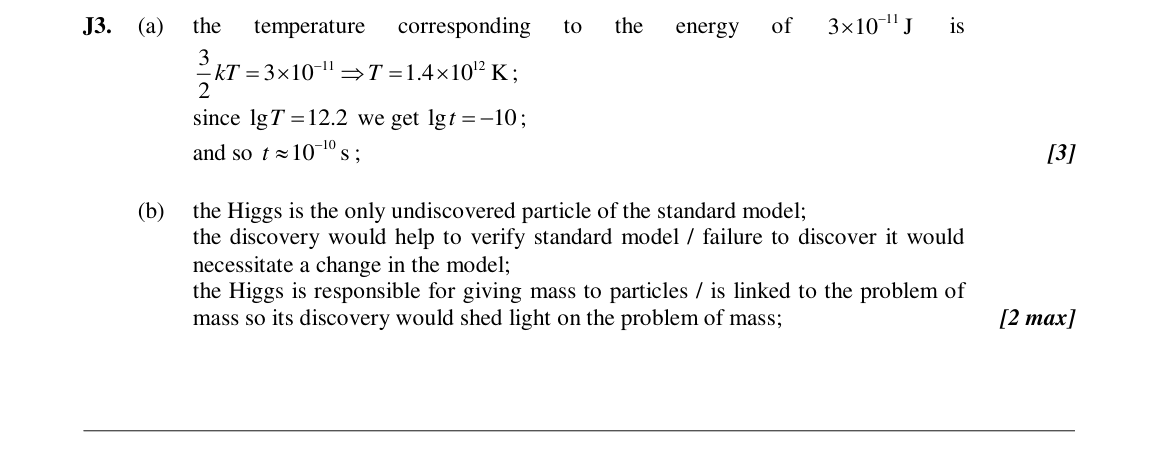 J3. (a) the temperature corresponding to the energy of 3×10⁻¹¹ J is
3/2 kT = 3×10⁻¹¹ ⇒ T = 1.4×10¹² K;
since lg T = 12.2 we get lg t = −10;
and so t ≈ 10⁻¹⁰ s; [3]
(b) the Higgs is the only undiscovered particle of the standard model;
the discovery would help to verify standard model / failure to discover it would
necessitate a change in the model;
the Higgs is responsible for giving mass to particles / is linked to the problem of
mass so its discovery would shed light on the problem of mass; [2 max]